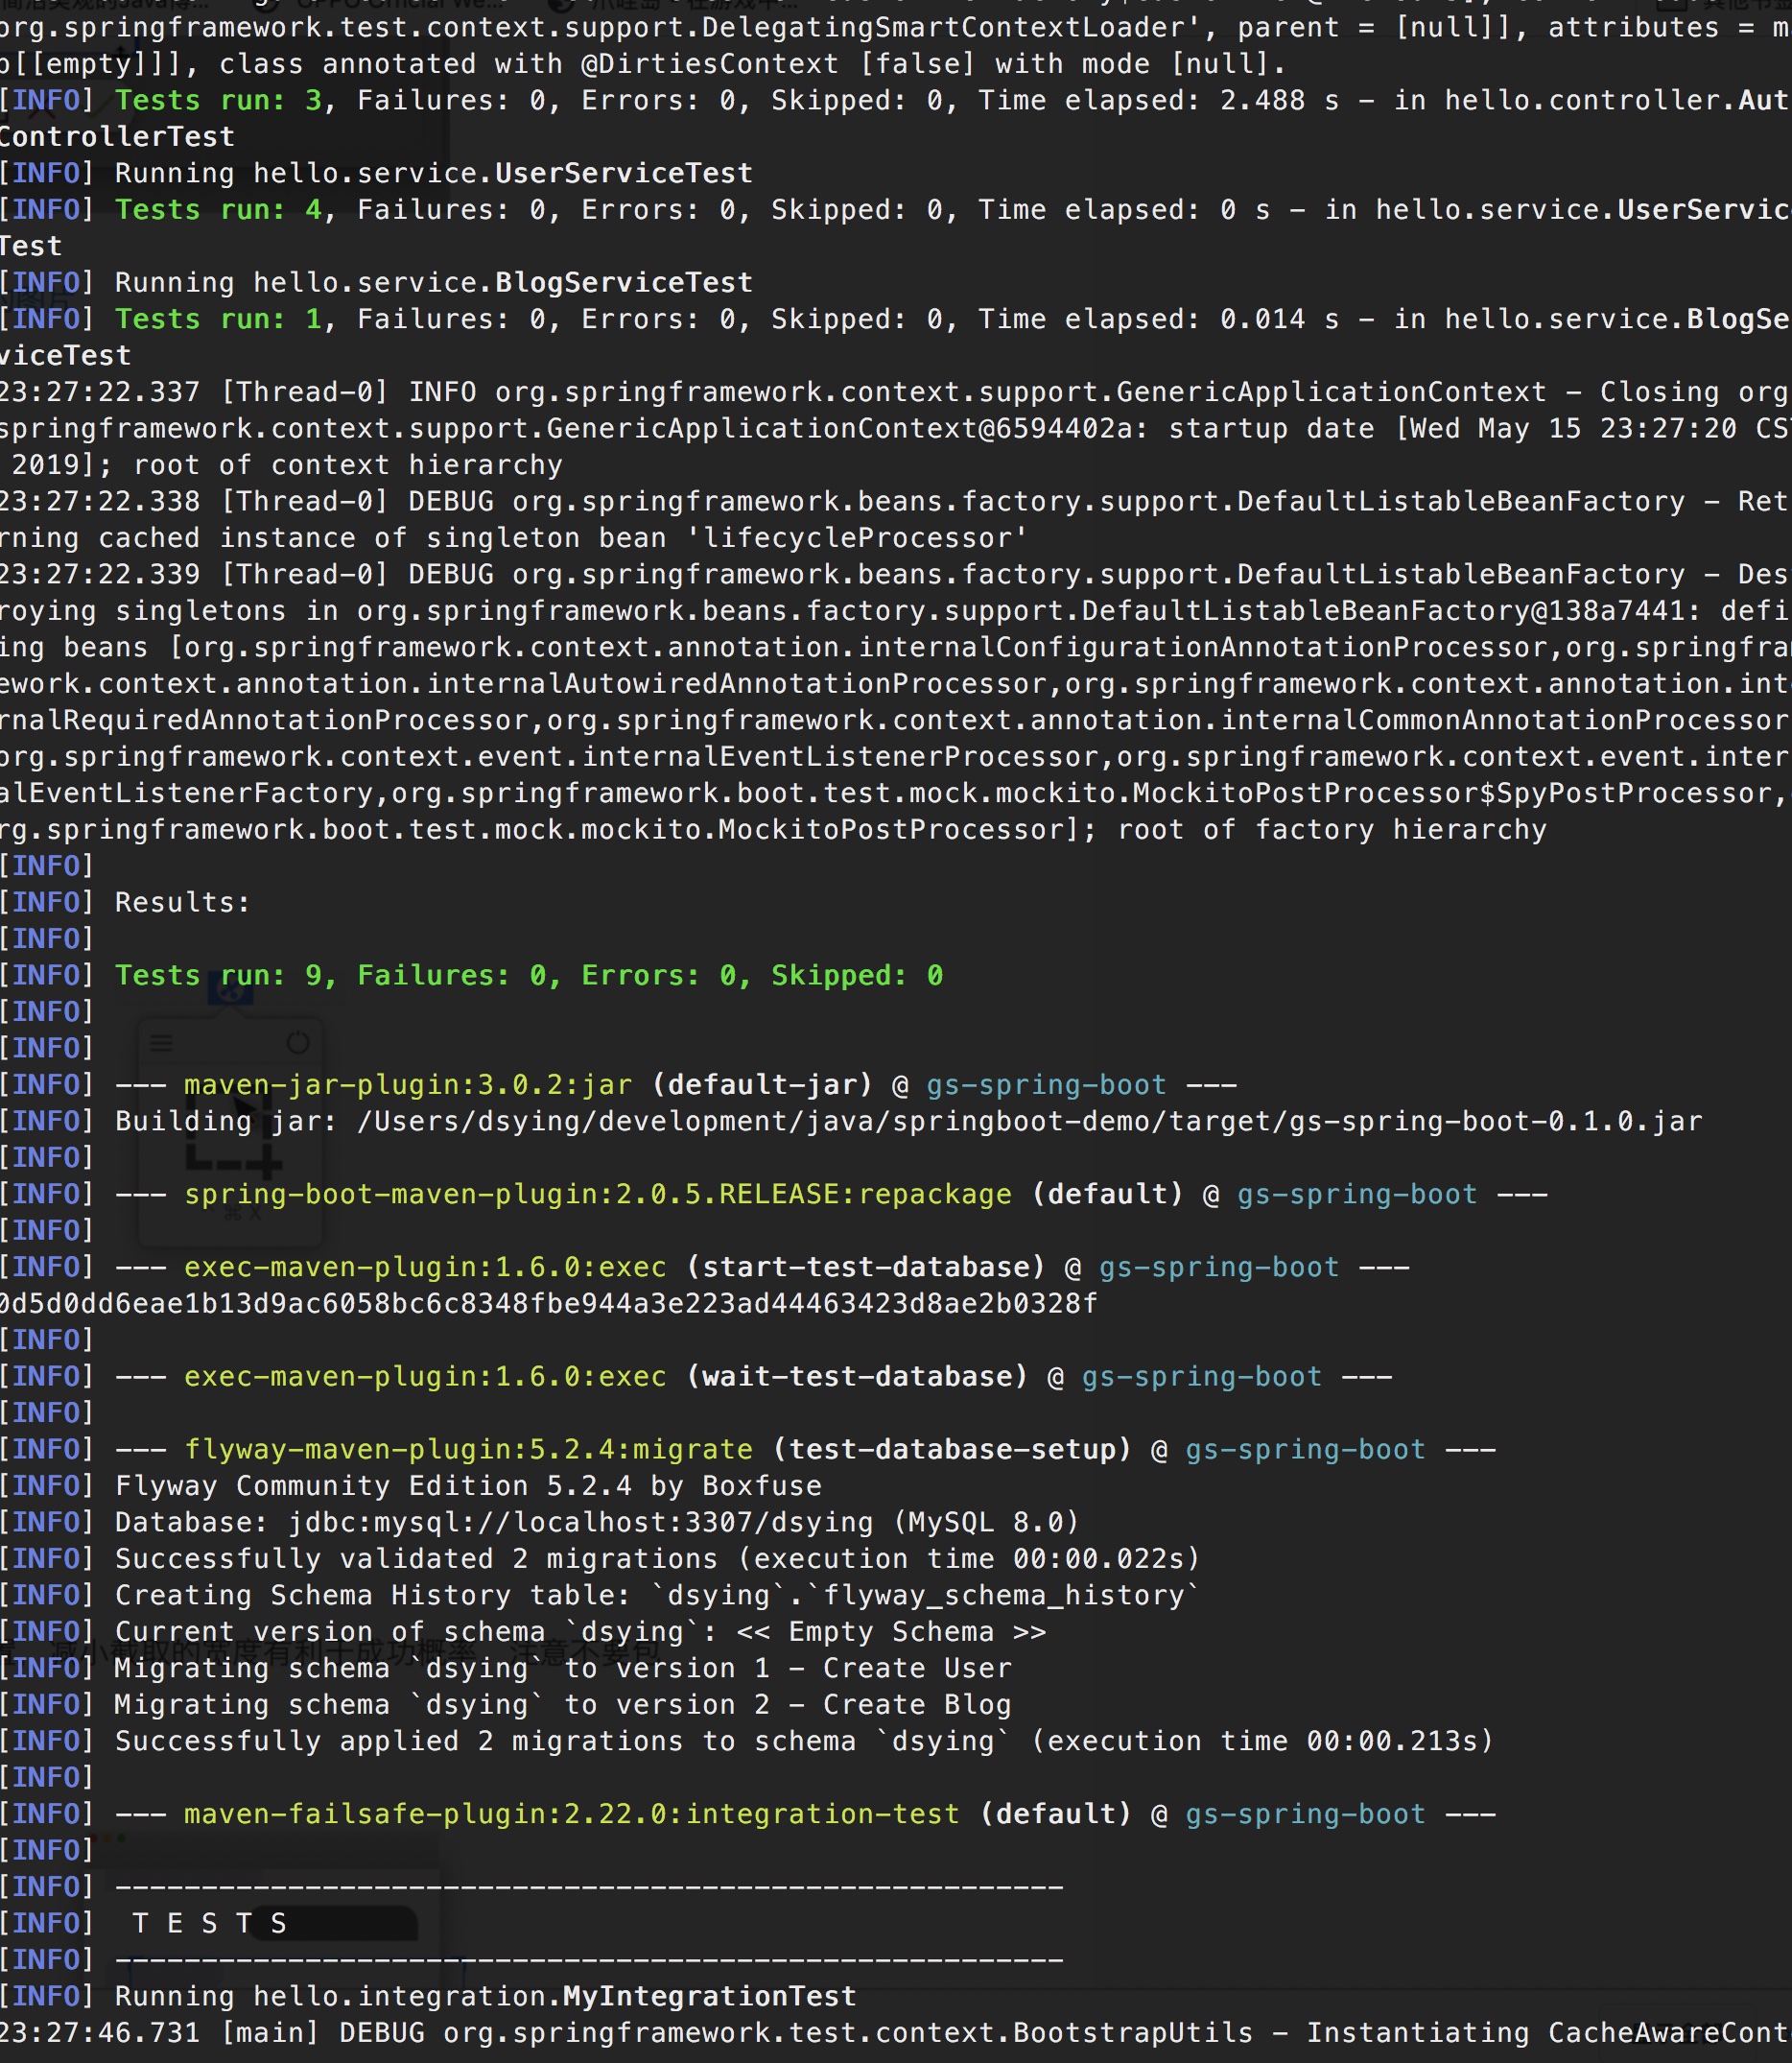 org.springframework.test.context.support.DelegatingSmartContextLoader', parent = [null]], attributes = m
p[[empty]]], class annotated with @DirtiesContext [false] with mode [null].
[INFO] Tests run: 3, Failures: 0, Errors: 0, Skipped: 0, Time elapsed: 2.488 s - in hello.controller.Aut
ControllerTest
[INFO] Running hello.service.UserServiceTest
[INFO] Tests run: 4, Failures: 0, Errors: 0, Skipped: 0, Time elapsed: 0 s - in hello.service.UserServic
Test
[INFO] Running hello.service.BlogServiceTest
[INFO] Tests run: 1, Failures: 0, Errors: 0, Skipped: 0, Time elapsed: 0.014 s - in hello.service.BlogSe
viceTest
23:27:22.337 [Thread-0] INFO org.springframework.context.support.GenericApplicationContext - Closing org
springframework.context.support.GenericApplicationContext@6594402a: startup date [Wed May 15 23:27:20 CS
2019]; root of context hierarchy
23:27:22.338 [Thread-0] DEBUG org.springframework.beans.factory.support.DefaultListableBeanFactory - Ret
rning cached instance of singleton bean 'lifecycleProcessor'
23:27:22.339 [Thread-0] DEBUG org.springframework.beans.factory.support.DefaultListableBeanFactory - Des
roying singletons in org.springframework.beans.factory.support.DefaultListableBeanFactory@138a7441: defi
ing beans [org.springframework.context.annotation.internalConfigurationAnnotationProcessor,org.springfra
ework.context.annotation.internalAutowiredAnnotationProcessor,org.springframework.context.annotation.int
rnalRequiredAnnotationProcessor,org.springframework.context.annotation.internalCommonAnnotationProcessor
org.springframework.context.event.internalEventListenerProcessor,org.springframework.context.event.inter
alEventListenerFactory,org.springframework.boot.test.mock.mockito.MockitoPostProcessor$SpyPostProcessor,
rg.springframework.boot.test.mock.mockito.MockitoPostProcessor]; root of factory hierarchy
[INFO]
[INFO] Results:
[INFO]
[INFO] Tests run: 9, Failures: 0, Errors: 0, Skipped: 0
[INFO]
[INFO]
[INFO] --- maven-jar-plugin:3.0.2:jar (default-jar) @ gs-spring-boot ---
[INFO] Building jar: /Users/dsying/development/java/springboot-demo/target/gs-spring-boot-0.1.0.jar
[INFO]
[INFO] --- spring-boot-maven-plugin:2.0.5.RELEASE:repackage (default) @ gs-spring-boot ---
[INFO]
[INFO] --- exec-maven-plugin:1.6.0:exec (start-test-database) @ gs-spring-boot ---
0d5d0dd6eae1b13d9ac6058bc6c8348fbe944a3e223ad44463423d8ae2b0328f
[INFO]
[INFO] --- exec-maven-plugin:1.6.0:exec (wait-test-database) @ gs-spring-boot ---
[INFO]
[INFO] --- flyway-maven-plugin:5.2.4:migrate (test-database-setup) @ gs-spring-boot ---
[INFO] Flyway Community Edition 5.2.4 by Boxfuse
[INFO] Database: jdbc:mysql://localhost:3307/dsying (MySQL 8.0)
[INFO] Successfully validated 2 migrations (execution time 00:00.022s)
[INFO] Creating Schema History table: `dsying`.`flyway_schema_history`
[INFO] Current version of schema `dsying`: << Empty Schema >>
[INFO] Migrating schema `dsying` to version 1 - Create User
[INFO] Migrating schema `dsying` to version 2 - Create Blog
[INFO] Successfully applied 2 migrations to schema `dsying` (execution time 00:00.213s)
[INFO]
[INFO] --- maven-failsafe-plugin:2.22.0:integration-test (default) @ gs-spring-boot ---
[INFO]
[INFO] -------------------------------------------------------
[INFO]  T E S T S
[INFO] -------------------------------------------------------
[INFO] Running hello.integration.MyIntegrationTest
23:27:46.731 [main] DEBUG org.springframework.test.context.BootstrapUtils - Instantiating CacheAwareCont